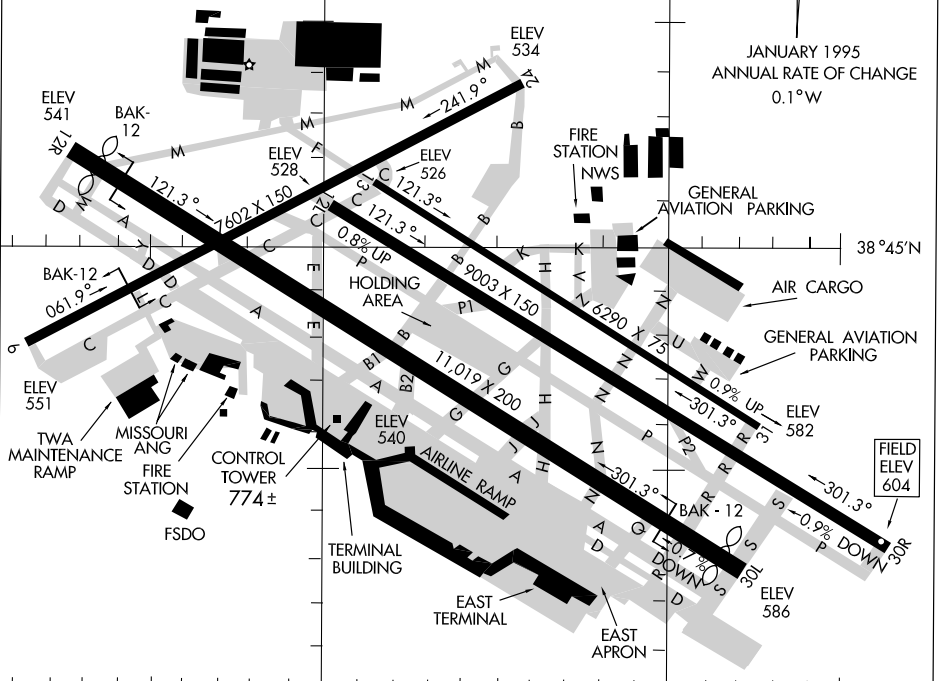 JANUARY 1995
ANNUAL RATE OF CHANGE
0.1° W
ELEV
534
24
M
M
M
M
241.9°
B
ELEV
541
BAK-
12
12R
F
ELEV
528
ELEV
526
C
13
C
12L
C
FIRE
STATION
NWS
GENERAL
AVIATION PARKING
121.3°
121.3°
121.3°
7602 X 150
D
M
A
T
D
D
C
0.8% UP
P
B
B
K
H
K
V
N
38°45'N
BAK-12
061.9°
C
A
E
E
HOLDING
AREA
P1
9003 X 150
6290 X 75
N
U
AIR CARGO
6
C
ELEV
551
B
B1
A
B2
11,019 X 200
G
G
N
N
W
GENERAL AVIATION
PARKING
0.9% UP
301.3°
ELEV
582
31
TWA
MAINTENANCE
RAMP
MISSOURI
ANG
FIRE
STATION
FSDO
CONTROL
TOWER
774±
ELEV
540
AIRLINE RAMP
J
J
H
A
H
N
P
P2
R
R
R
S
FIELD
ELEV
604
301.3°
301.3°
BAK - 12
N
A
D
Q
0.7%
DOWN
R
D
S
S
30L
0.9% DOWN
P
30R
TERMINAL
BUILDING
EAST
TERMINAL
EAST
APRON
ELEV
586